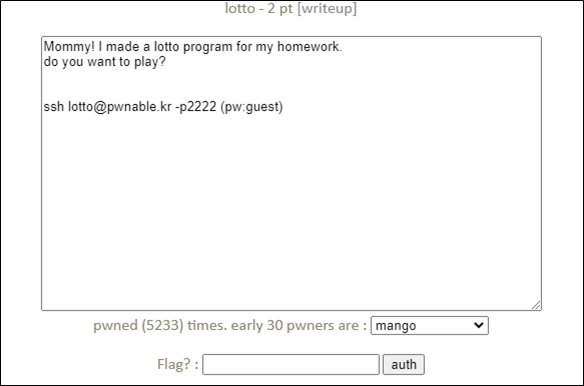 lotto - 2 pt [writeup]
Mommy! I made a lotto program for my homework.
do you want to play?
ssh lotto@pwnable.kr -p2222 (pw:guest)
pwned (5233) times. early 30 pwners are : mango
Flag? : auth